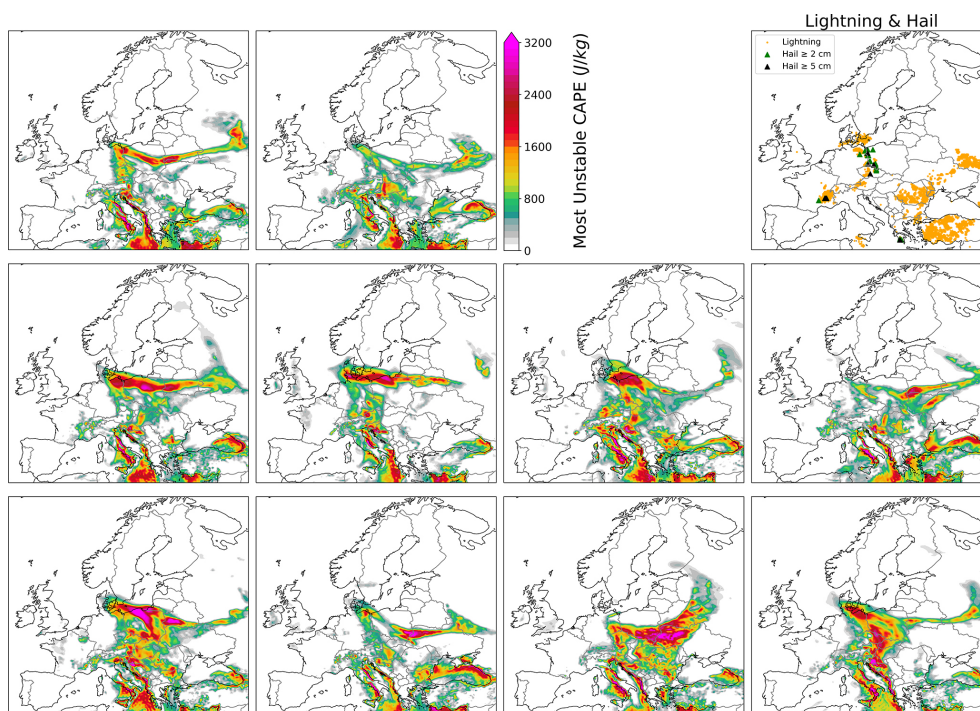 Lightning & Hail
Lightning
Hail ≥ 2 cm
Hail ≥ 5 cm
3200
2400
1600
800
0
Most Unstable CAPE (J/kg)